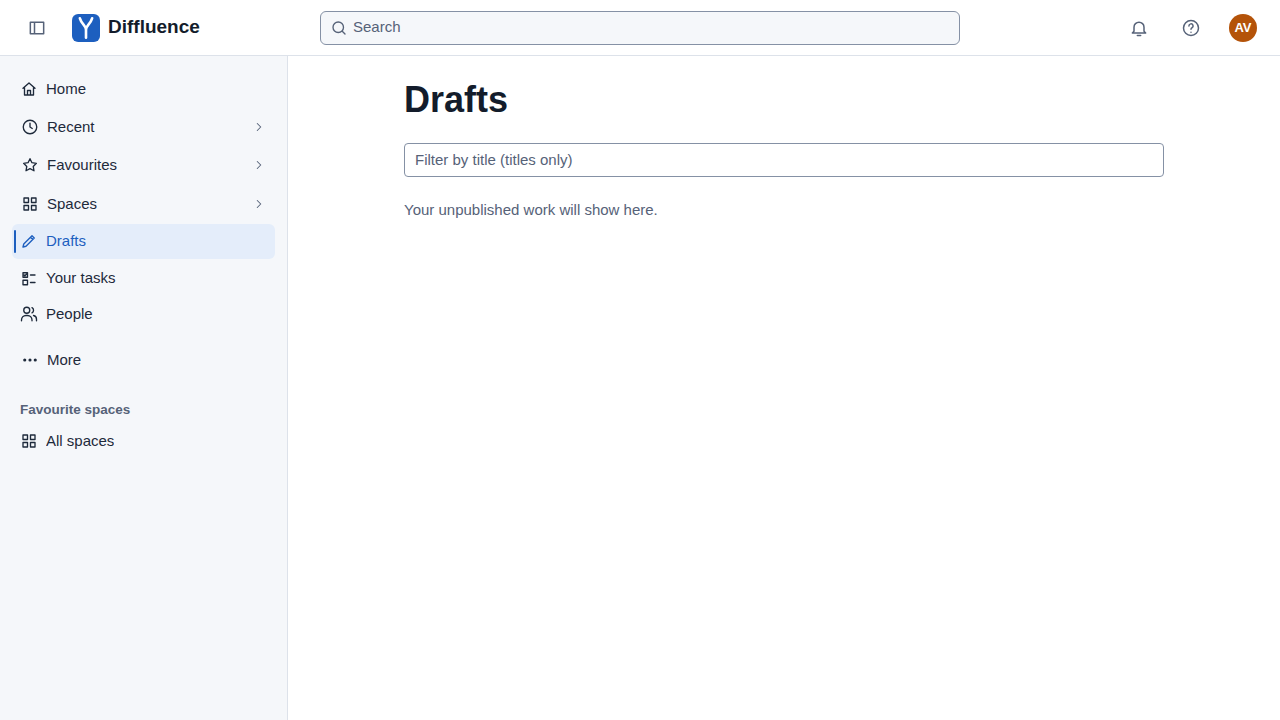 Diffluence
Search
AV
Home
Recent
Favourites
Spaces
Drafts
Your tasks
People
More
Favourite spaces
All spaces
Drafts
Filter by title (titles only)
Your unpublished work will show here.